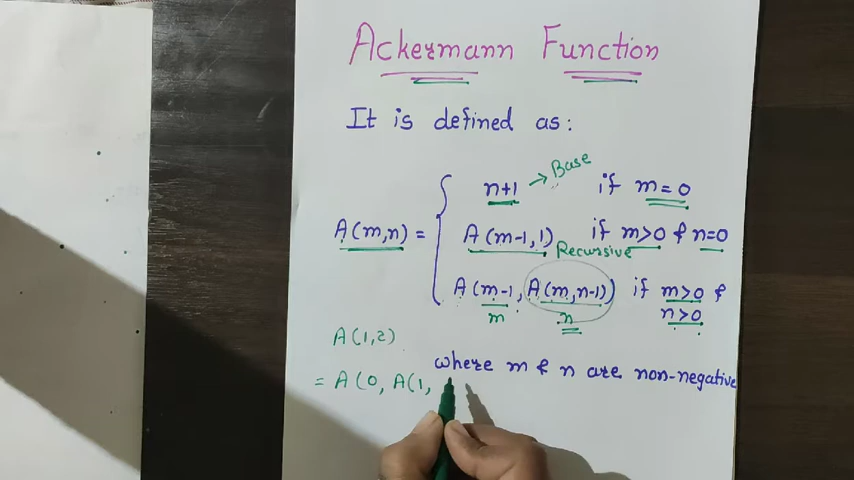 Ackermann Function
It is defined as:
n+1 → Base if m=0
A(m,n) = { A(m-1,1) if m>0 & n=0
Recursive
A(m-1, A(m,n-1)) if m>0 &
m n n>0
A(1,2)
where m & n are non-negative
= A(0, A(1,